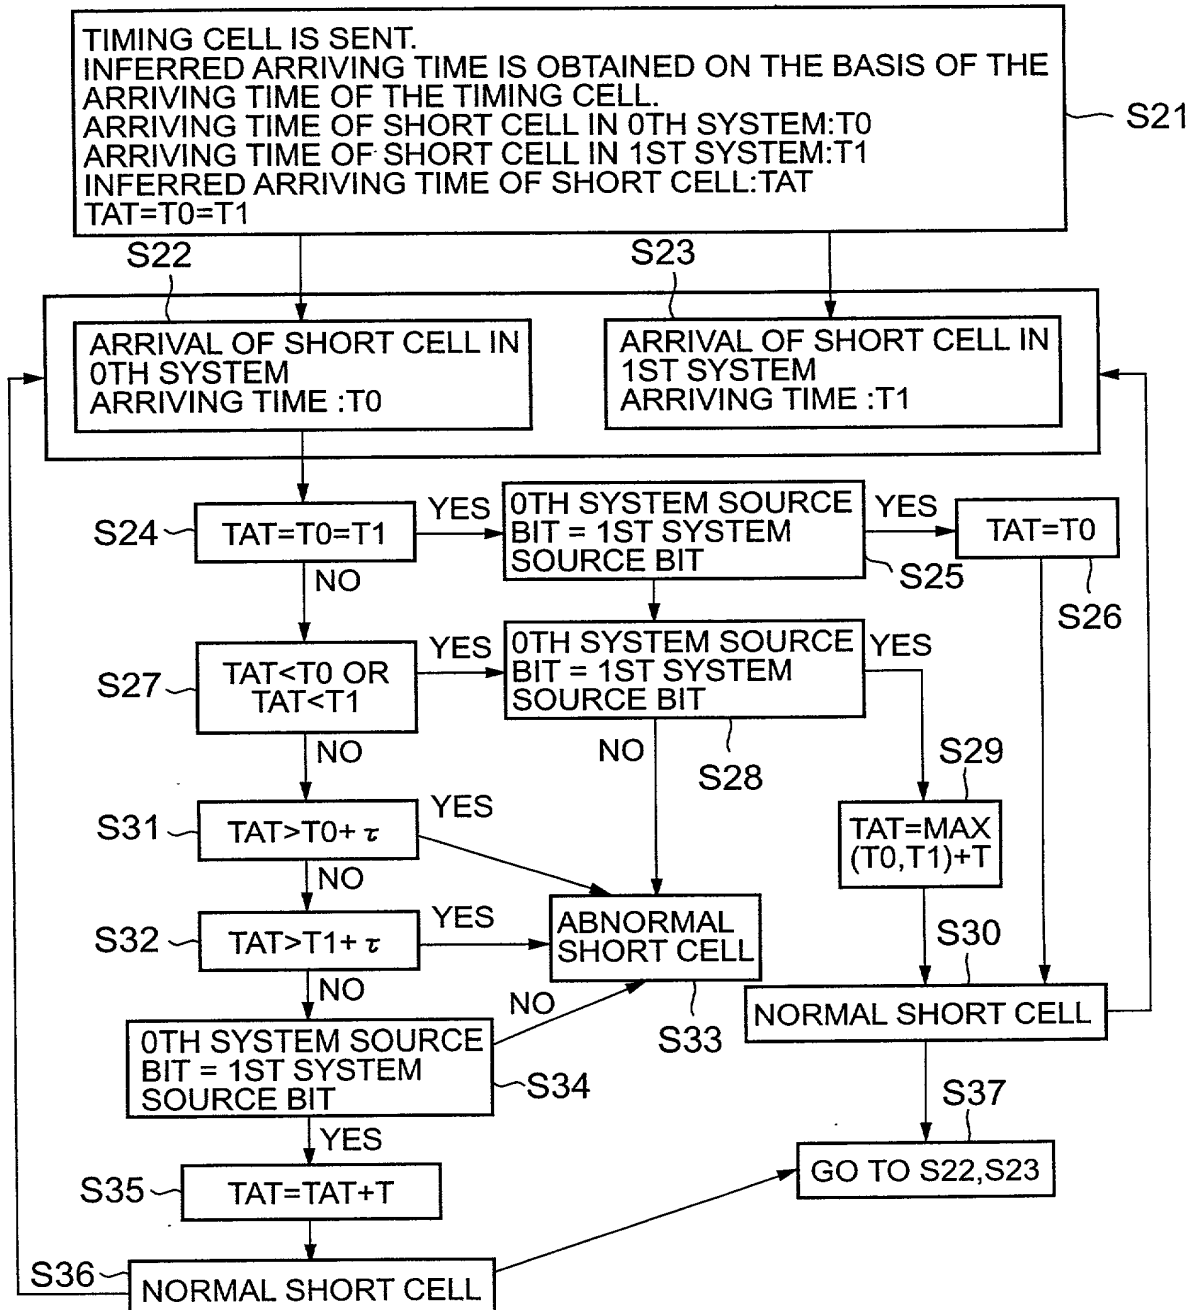 TIMING CELL IS SENT.
INFERRED ARRIVING TIME IS OBTAINED ON THE BASIS OF THE
ARRIVING TIME OF THE TIMING CELL.
ARRIVING TIME OF SHORT CELL IN 0TH SYSTEM:T0
ARRIVING TIME OF SHORT CELL IN 1ST SYSTEM:T1
INFERRED ARRIVING TIME OF SHORT CELL:TAT
TAT=T0=T1
S21
S22
S23
ARRIVAL OF SHORT CELL IN
0TH SYSTEM
ARRIVING TIME :T0
ARRIVAL OF SHORT CELL IN
1ST SYSTEM
ARRIVING TIME :T1
S24
TAT=T0=T1
YES
NO
0TH SYSTEM SOURCE
BIT = 1ST SYSTEM
SOURCE BIT
S25
YES
TAT=T0
S26
S27
TAT<T0 OR
TAT<T1
YES
NO
0TH SYSTEM SOURCE
BIT = 1ST SYSTEM
SOURCE BIT
S28
YES
NO
S29
TAT=MAX
(T0,T1)+T
S31
TAT>T0+ τ
YES
NO
S32
TAT>T1+ τ
YES
NO
ABNORMAL
SHORT CELL
S33
S30
NORMAL SHORT CELL
0TH SYSTEM SOURCE
BIT = 1ST SYSTEM
SOURCE BIT
S34
NO
YES
S37
GO TO S22,S23
S35
TAT=TAT+T
S36
NORMAL SHORT CELL